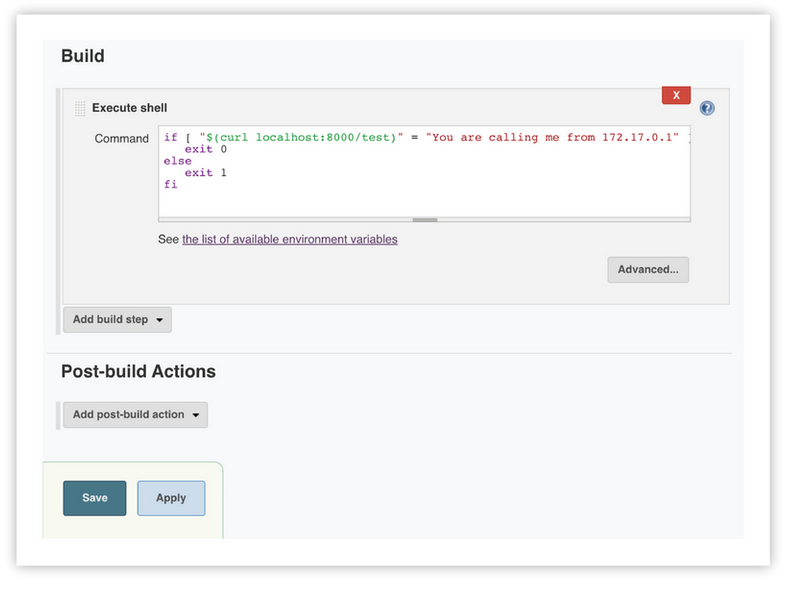 Build
X
Execute shell
?
Command
if [ "$(curl localhost:8000/test)" = "You are calling me from 172.17.0.1"
exit 0
else
exit 1
fi
See the list of available environment variables
Advanced...
Add build step
Post-build Actions
Add post-build action
Save
Apply